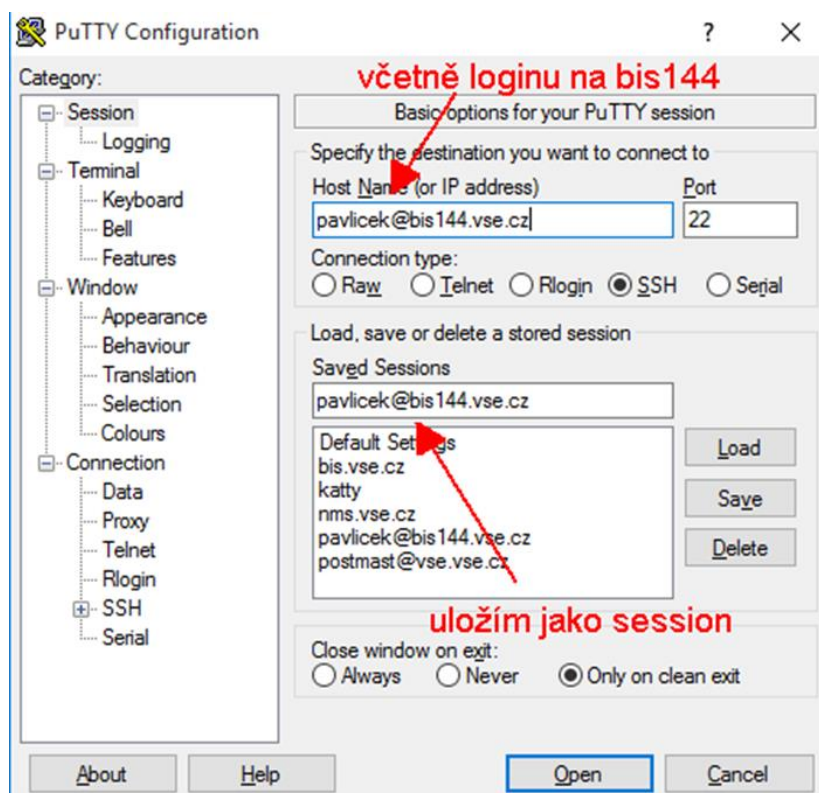 PuTTY Configuration ? ×
Category:
včetně loginu na bis144
Session
Logging
Terminal
Keyboard
Bell
Features
Window
Appearance
Behaviour
Translation
Selection
Colours
Connection
Data
Proxy
Telnet
Rlogin
SSH
Serial
Basic options for your PuTTY session
Specify the destination you want to connect to
Host Name (or IP address) Port
pavlicek@bis144.vse.cz 22
Connection type:
Raw Telnet Rlogin SSH Serial
Load, save or delete a stored session
Saved Sessions
pavlicek@bis144.vse.cz
Default Settings
bis.vse.cz
katty
nms.vse.cz
pavlicek@bis144.vse.cz
postmast@vse.vse.cz
Load
Save
Delete
uložím jako session
Close window on exit:
Always Never Only on clean exit
About Help Open Cancel